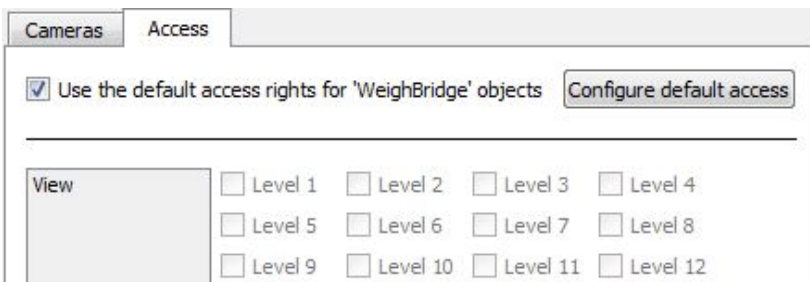 Cameras Access
Use the default access rights for 'WeighBridge' objects Configure default access
View Level 1 Level 2 Level 3 Level 4
Level 5 Level 6 Level 7 Level 8
Level 9 Level 10 Level 11 Level 12